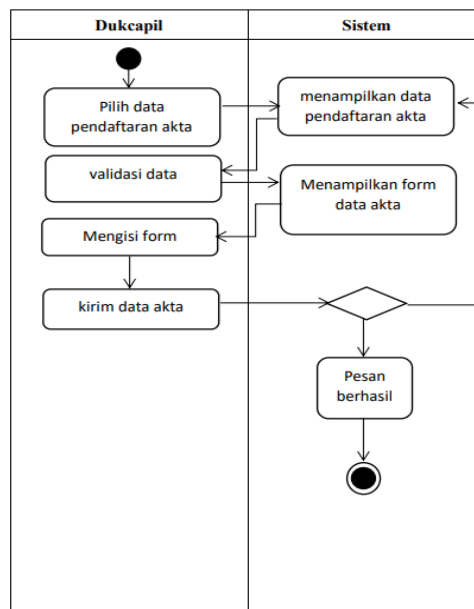 Dukcapil
Sistem
Pilih data
pendaftaran akta
menampilkan data
pendaftaran akta
validasi data
Menampilkan form
data akta
Mengisi form
kirim data akta
Pesan
berhasil